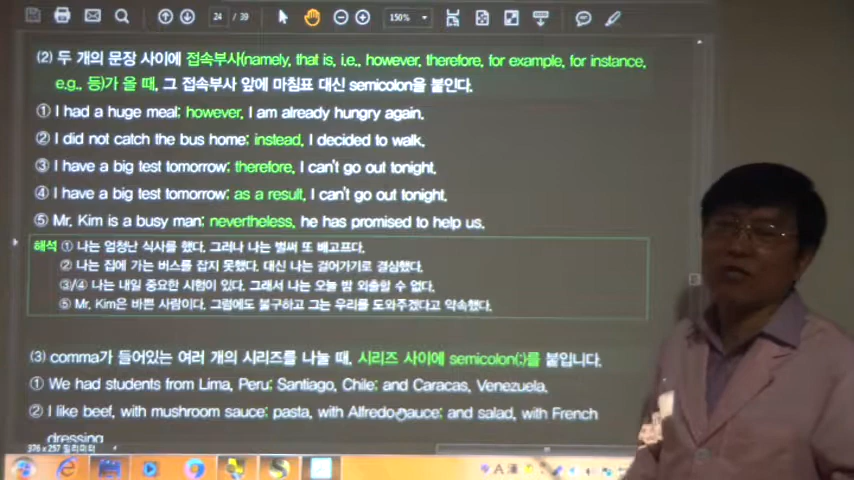 24 / 39
150%
(2) 두 개의 문장 사이에 접속부사(namely, that is, i.e., however, therefore, for example, for instance,
e.g., 등)가 올 때, 그 접속부사 앞에 마침표 대신 semicolon을 붙인다.
① I had a huge meal; however, I am already hungry again.
② I did not catch the bus home; instead, I decided to walk.
③ I have a big test tomorrow; therefore, I can't go out tonight.
④ I have a big test tomorrow; as a result, I can't go out tonight.
⑤ Mr. Kim is a busy man; nevertheless, he has promised to help us.
해석 ① 나는 엄청난 식사를 했다. 그러나 나는 벌써 또 배고프다.
② 나는 집에 가는 버스를 잡지 못했다. 대신 나는 걸어가기로 결심했다.
③/④ 나는 내일 중요한 시험이 있다. 그래서 나는 오늘 밤 외출할 수 없다.
⑤ Mr. Kim은 바쁜 사람이다. 그럼에도 불구하고 그는 우리를 도와주겠다고 약속했다.
(3) comma가 들어있는 여러 개의 시리즈를 나눌 때, 시리즈 사이에 semicolon(;)를 붙입니다.
① We had students from Lima, Peru; Santiago, Chile; and Caracas, Venezuela.
② I like beef, with mushroom sauce; pasta, with Alfredo sauce; and salad, with French
dressing
376 x 257 밀리미터
A 漢